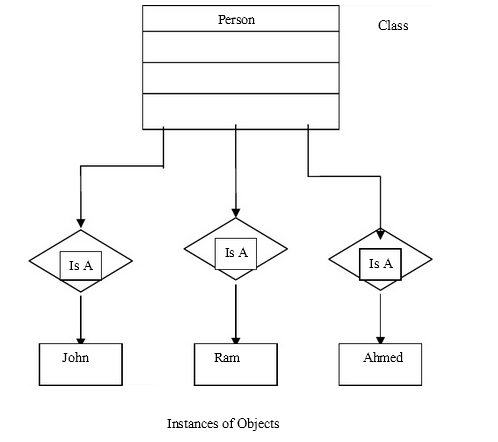 Person
Class
Is A
Is A
Is A
John
Ram
Ahmed
Instances of Objects